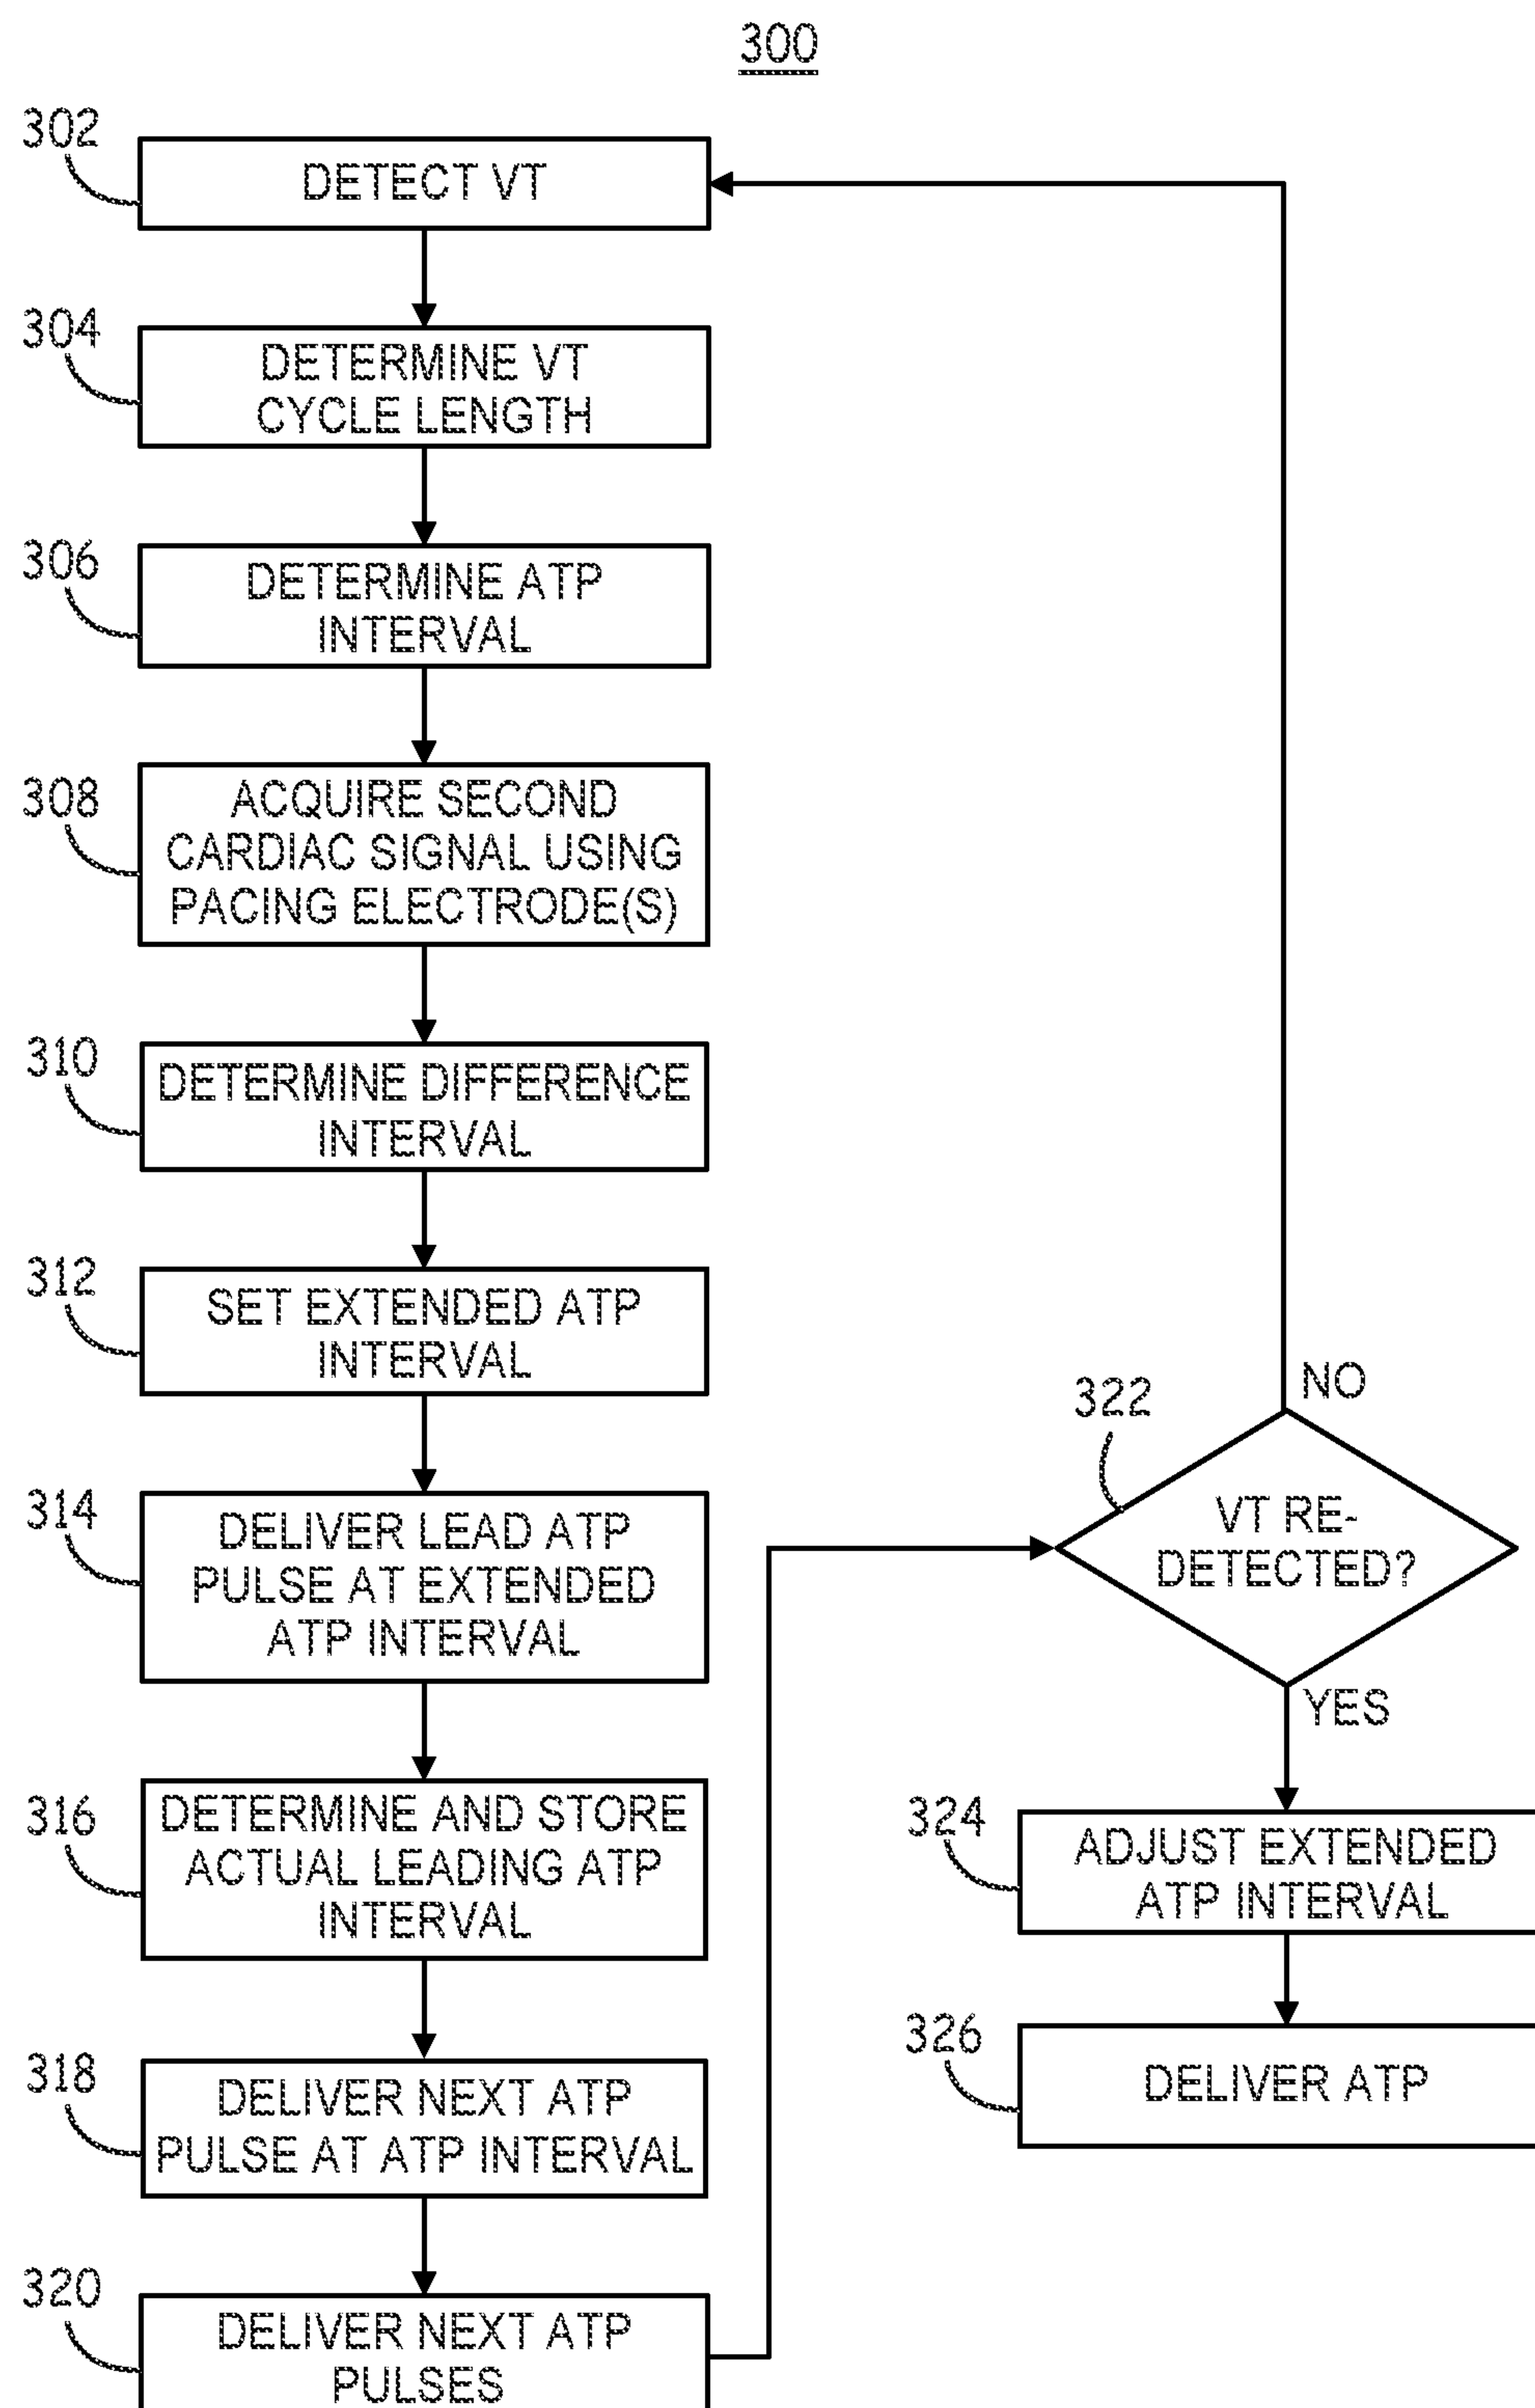 300
302
DETECT VT
304
DETERMINE VT
CYCLE LENGTH
306
DETERMINE ATP
INTERVAL
308
ACQUIRE SECOND
CARDIAC SIGNAL USING
PACING ELECTRODE(S)
310
DETERMINE DIFFERENCE
INTERVAL
312
SET EXTENDED ATP
INTERVAL
314
DELIVER LEAD ATP
PULSE AT EXTENDED
ATP INTERVAL
316
DETERMINE AND STORE
ACTUAL LEADING ATP
INTERVAL
318
DELIVER NEXT ATP
PULSE AT ATP INTERVAL
320
DELIVER NEXT ATP
PULSES
322
NO
VT RE-
DETECTED?
YES
324
ADJUST EXTENDED
ATP INTERVAL
326
DELIVER ATP